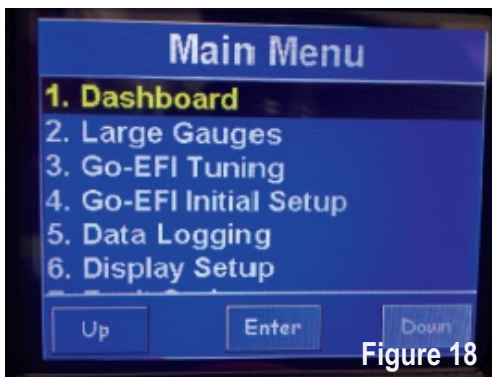 Main Menu
1. Dashboard
2. Large Gauges
3. Go-EFI Tuning
4. Go-EFI Initial Setup
5. Data Logging
6. Display Setup
Up Enter Down
Figure 18